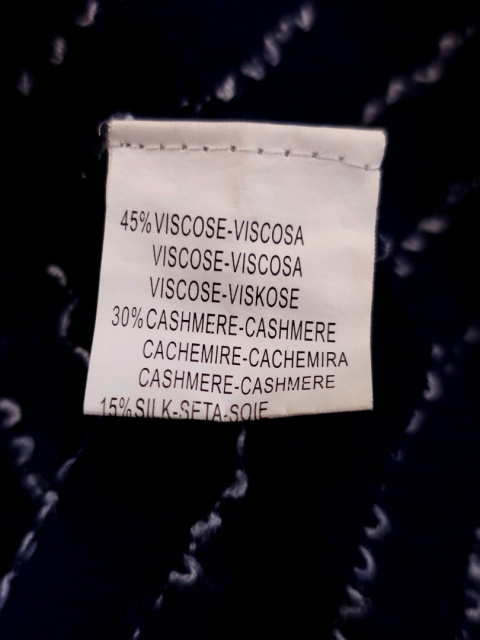 45% VISCOSE-VISCOSA
VISCOSE-VISCOSA
VISCOSE-VISKOSE
30% CASHMERE-CASHMERE
CACHEMIRE-CACHEMIRA
CASHMERE-CASHMERE
15% SILK-SETA-SOIE